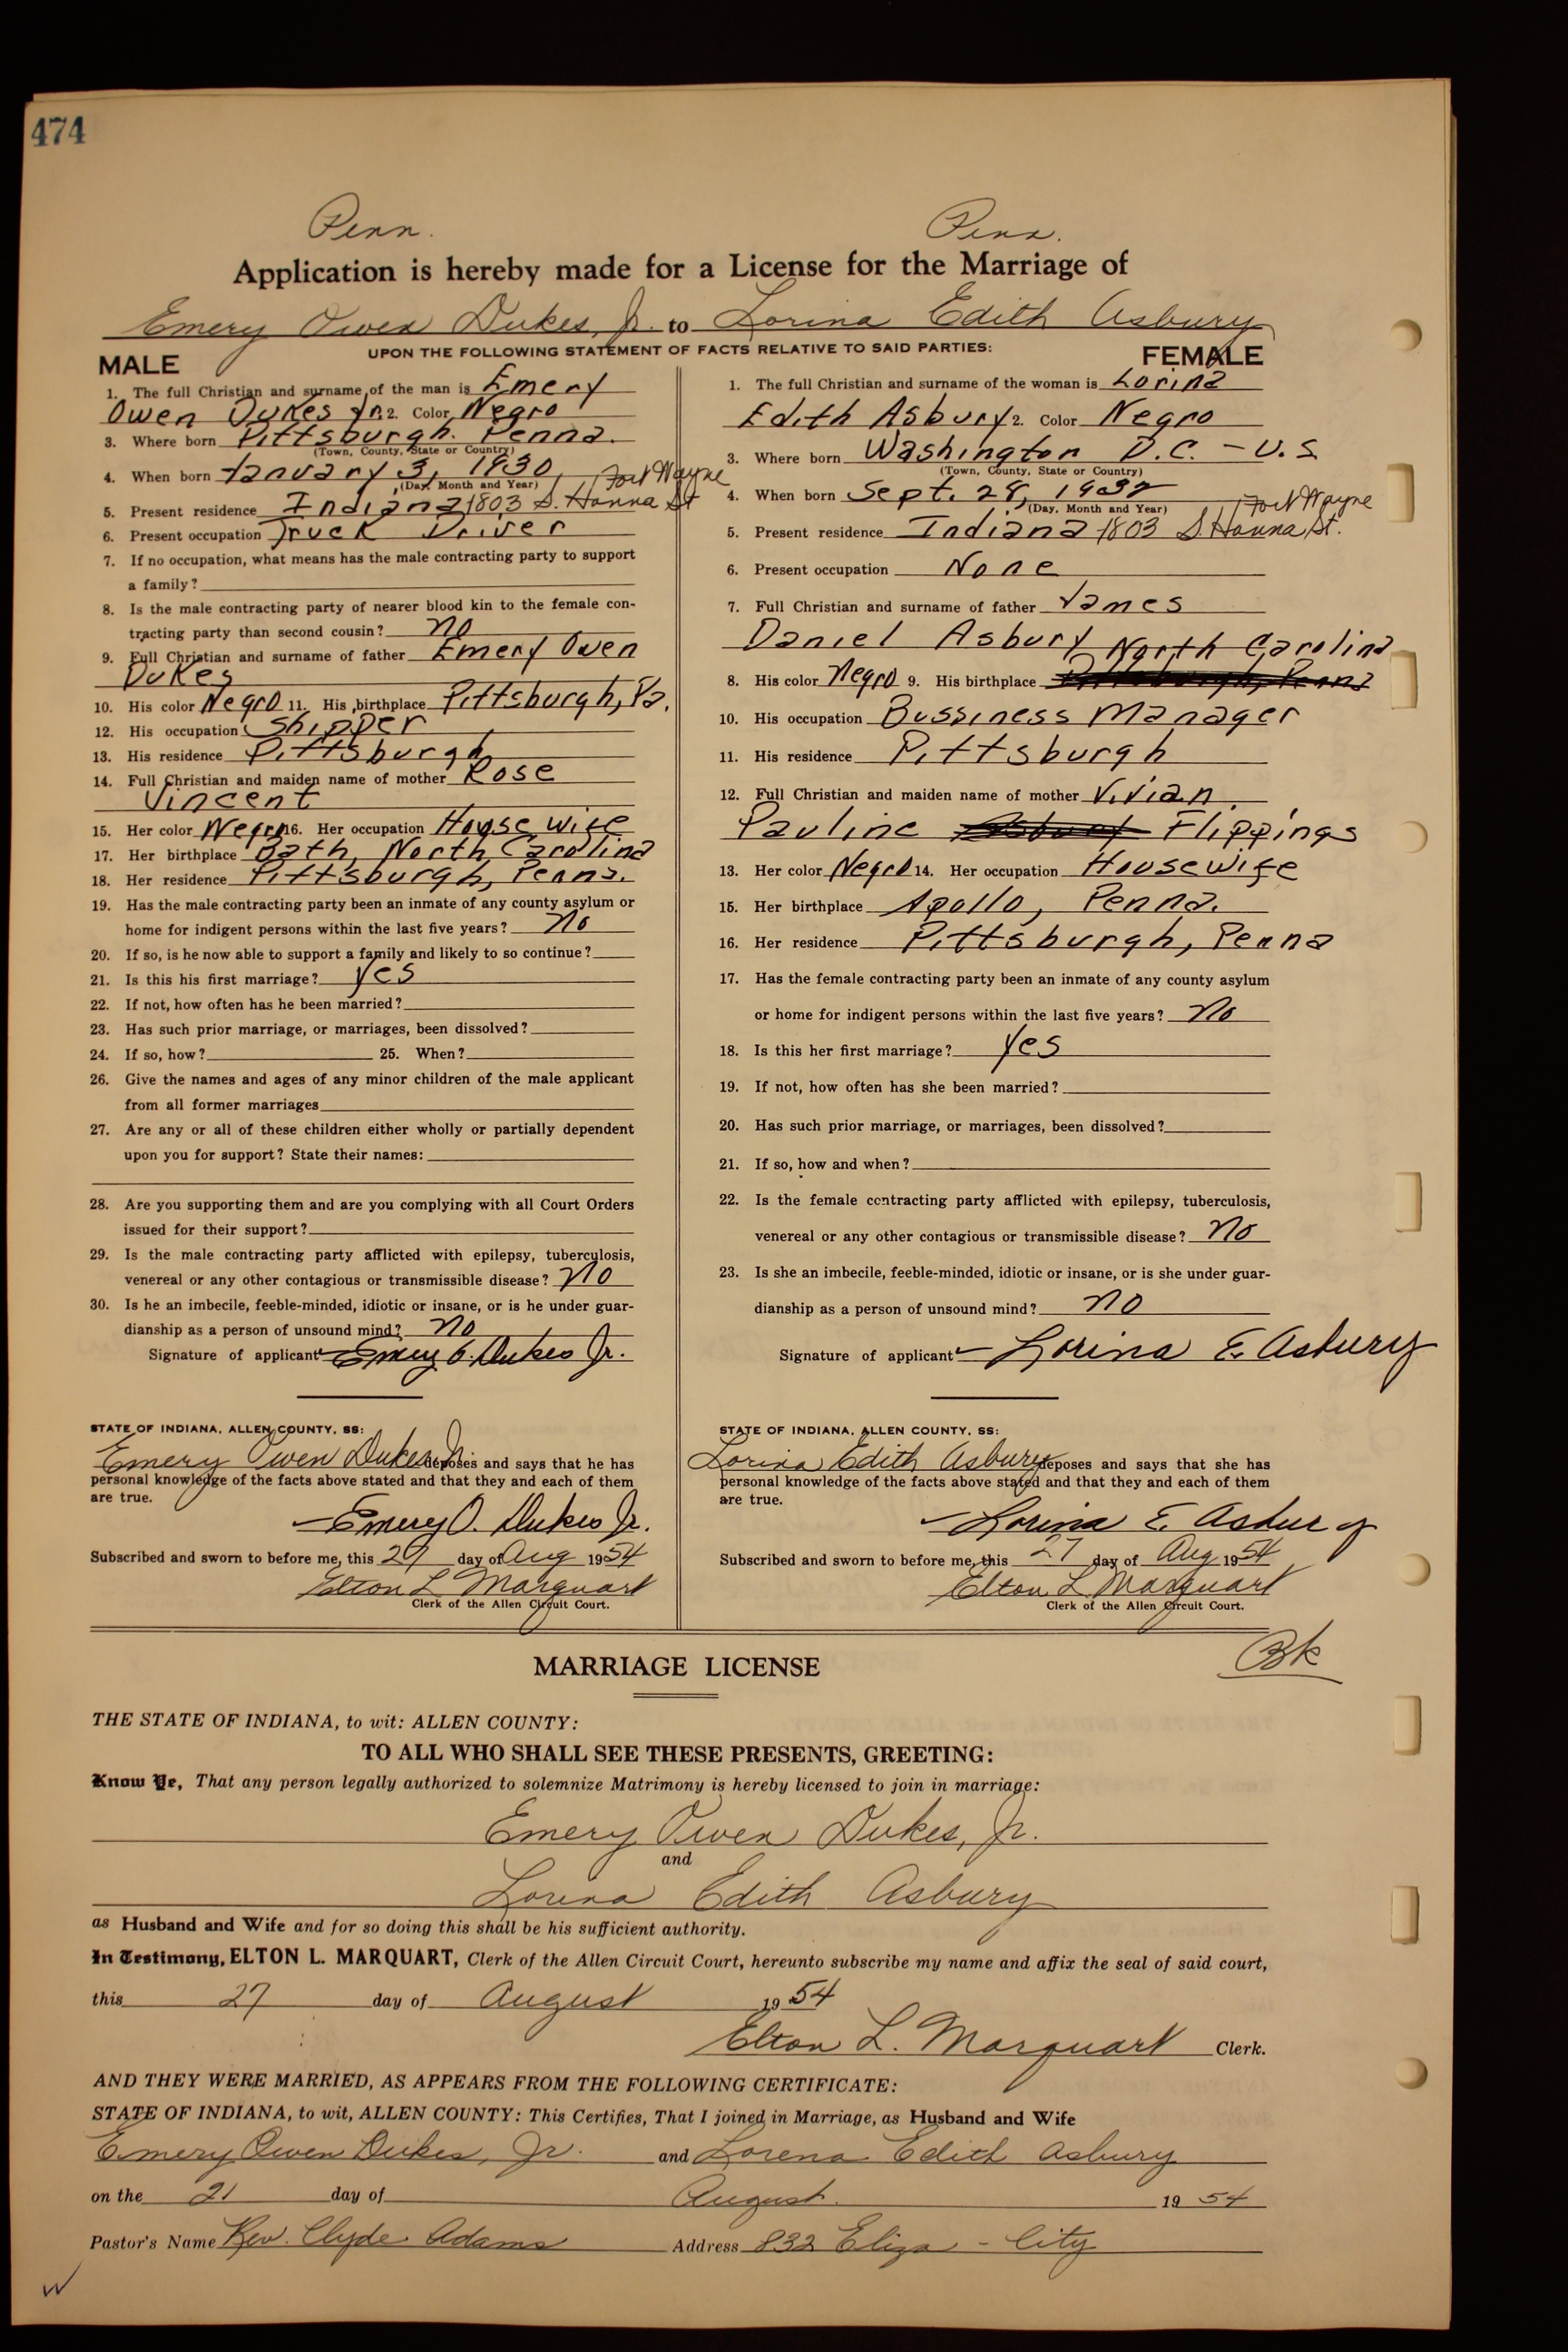 474
Penn.
Penn.
Application is hereby made for a License for the Marriage of
Emery Owen Dukes, Jr. to Lorina Edith Asbury
UPON THE FOLLOWING STATEMENT OF FACTS RELATIVE TO SAID PARTIES:
MALE
1. The full Christian and surname of the man is Emery
Owen Dukes Jr. 2. Color Negro
3. Where born Pittsburgh. Penna.
(Town, County, State or Country)
4. When born January 3, 1930
(Day, Month and Year)
Fort Wayne
5. Present residence Indiana 1803 S. Hanna St
6. Present occupation Truck Driver
7. If no occupation, what means has the male contracting party to support
a family?
8. Is the male contracting party of nearer blood kin to the female con-
tracting party than second cousin? no
9. Full Christian and surname of father Emery Owen
Dukes
10. His color Negro 11. His birthplace Pittsburgh, Pa.
12. His occupation Shipper
13. His residence Pittsburgh
14. Full Christian and maiden name of mother Rose
Vincent
15. Her color Negro 16. Her occupation House wife
17. Her birthplace Bath, North Carolina
18. Her residence Pittsburgh, Penna.
19. Has the male contracting party been an inmate of any county asylum or
home for indigent persons within the last five years? no
20. If so, is he now able to support a family and likely to so continue?
21. Is this his first marriage? yes
22. If not, how often has he been married?
23. Has such prior marriage, or marriages, been dissolved?
24. If so, how? 25. When?
26. Give the names and ages of any minor children of the male applicant
from all former marriages
27. Are any or all of these children either wholly or partially dependent
upon you for support? State their names:
28. Are you supporting them and are you complying with all Court Orders
issued for their support?
29. Is the male contracting party afflicted with epilepsy, tuberculosis,
venereal or any other contagious or transmissible disease? no
30. Is he an imbecile, feeble-minded, idiotic or insane, or is he under guar-
dianship as a person of unsound mind? no
Signature of applicant Emery O. Dukes Jr.
STATE OF INDIANA, ALLEN COUNTY, SS:
Emery Owen Dukes Jr. deposes and says that he has
personal knowledge of the facts above stated and that they and each of them
are true.
Emery O. Dukes Jr.
Subscribed and sworn to before me, this 27 day of Aug 1954
Elton L Marquart
Clerk of the Allen Circuit Court.
FEMALE
1. The full Christian and surname of the woman is Lorina
Edith Asbury 2. Color Negro
3. Where born Washington D.C. - U.S
(Town, County, State or Country)
4. When born Sept. 28, 1932
(Day, Month and Year)
Fort Wayne
5. Present residence Indiana 1803 S. Hanna St.
6. Present occupation None
7. Full Christian and surname of father James
Daniel Asbury
North Carolina
8. His color Negro 9. His birthplace Pittsburgh, Penna
10. His occupation Bussiness Manager
11. His residence Pittsburgh
12. Full Christian and maiden name of mother Vivian
Pauline Asbury Flippings
13. Her color Negro 14. Her occupation Housewife
15. Her birthplace Apollo, Penna.
16. Her residence Pittsburgh, Penna
17. Has the female contracting party been an inmate of any county asylum
or home for indigent persons within the last five years? no
18. Is this her first marriage? yes
19. If not, how often has she been married?
20. Has such prior marriage, or marriages, been dissolved?
21. If so, how and when?
22. Is the female contracting party afflicted with epilepsy, tuberculosis,
venereal or any other contagious or transmissible disease? no
23. Is she an imbecile, feeble-minded, idiotic or insane, or is she under guar-
dianship as a person of unsound mind? no
Signature of applicant Lorina E. Asbury
STATE OF INDIANA, ALLEN COUNTY, SS:
Lorina Edith Asbury deposes and says that she has
personal knowledge of the facts above stated and that they and each of them
are true.
Lorina E. Asbury
Subscribed and sworn to before me, this 27 day of Aug 1954
Elton L Marquart
Clerk of the Allen Circuit Court.
Bk
MARRIAGE LICENSE
THE STATE OF INDIANA, to wit: ALLEN COUNTY:
TO ALL WHO SHALL SEE THESE PRESENTS, GREETING:
Know Ye, That any person legally authorized to solemnize Matrimony is hereby licensed to join in marriage:
Emery Owen Dukes, Jr.
and
Lorina Edith Asbury
as Husband and Wife and for so doing this shall be his sufficient authority.
In Testimony, ELTON L. MARQUART, Clerk of the Allen Circuit Court, hereunto subscribe my name and affix the seal of said court,
this 27 day of August 1954
Elton L. Marquart Clerk.
AND THEY WERE MARRIED, AS APPEARS FROM THE FOLLOWING CERTIFICATE:
STATE OF INDIANA, to wit, ALLEN COUNTY: This Certifies, That I joined in Marriage, as Husband and Wife
Emery Owen Dukes, Jr. and Lorena Edith Asbury
on the 21 day of August. 1954
Pastor's Name Rev. Clyde Adams Address 832 Eliza - City